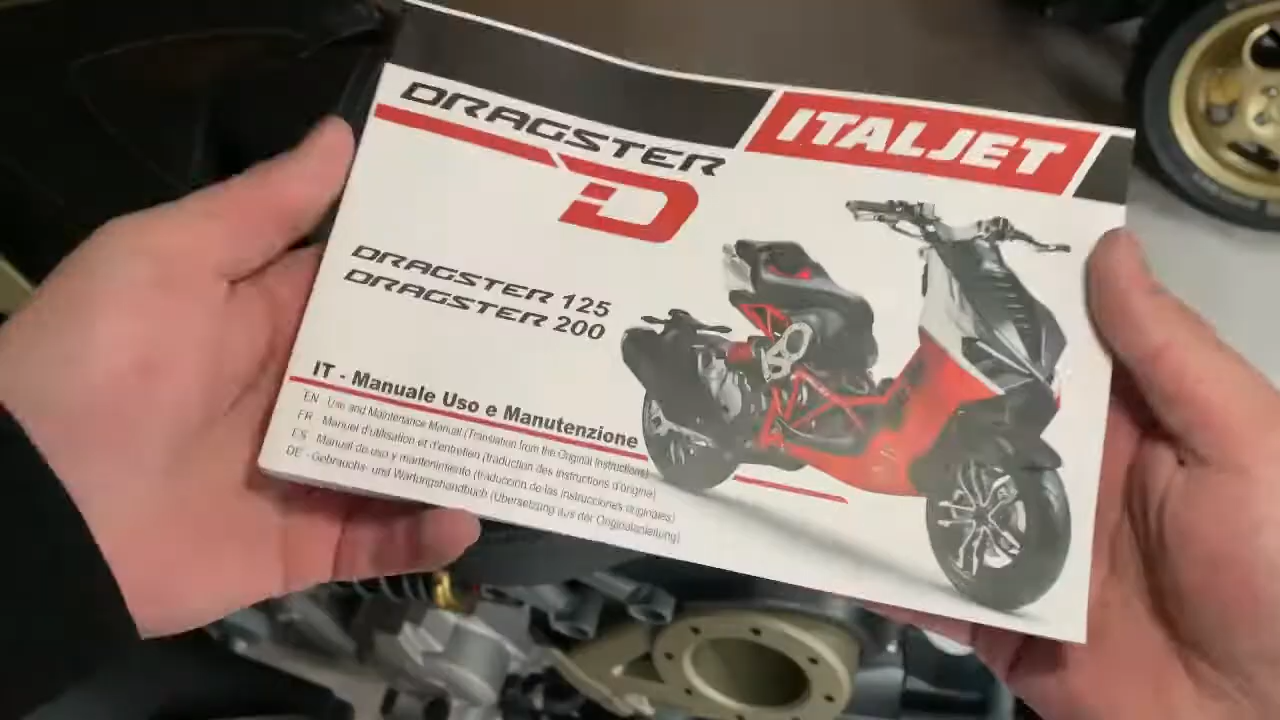 DRAGSTER
ITALJET
D
DRAGSTER 125
DRAGSTER 200
IT - Manuale Uso e Manutenzione
EN - Use and Maintenance Manual (Translation from the Original Instructions)
FR - Manuel d'utilisation et d'entretien (traduction des instructions d'origine)
ES - Manual de uso y mantenimiento (traducción de las instrucciones originales)
DE - Gebrauchs- und Wartungshandbuch (Übersetzung aus der Originalanleitung)